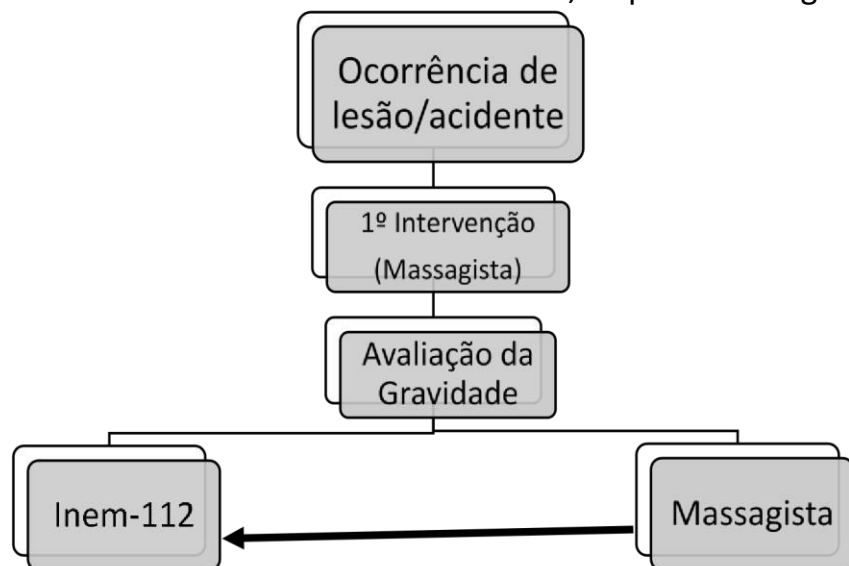 Ocorrência de
lesão/acidente
1º Intervenção
(Massagista)
Avaliação da
Gravidade
Inem-112
Massagista